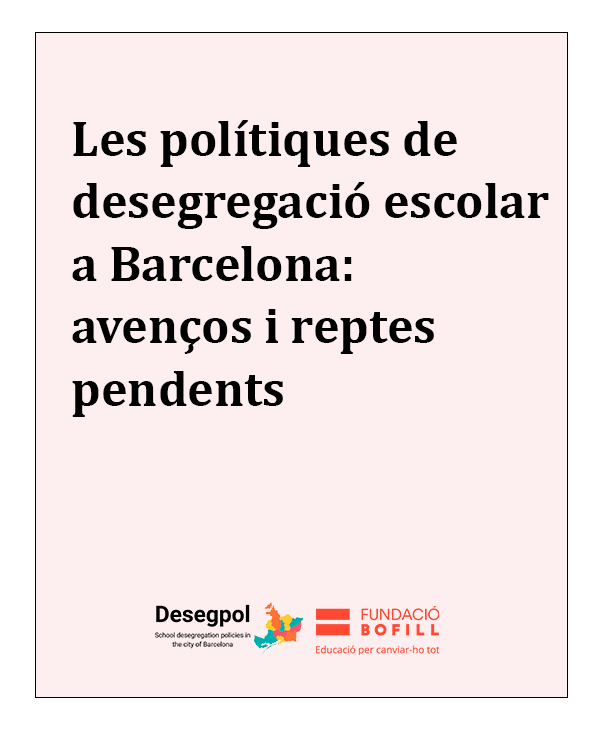 Les polítiques de
desegregació escolar
a Barcelona:
avenços i reptes
pendents
Desegpol
School desegregation policies in
the city of Barcelona
FUNDACIÓ
BOFILL
Educació per canviar-ho tot